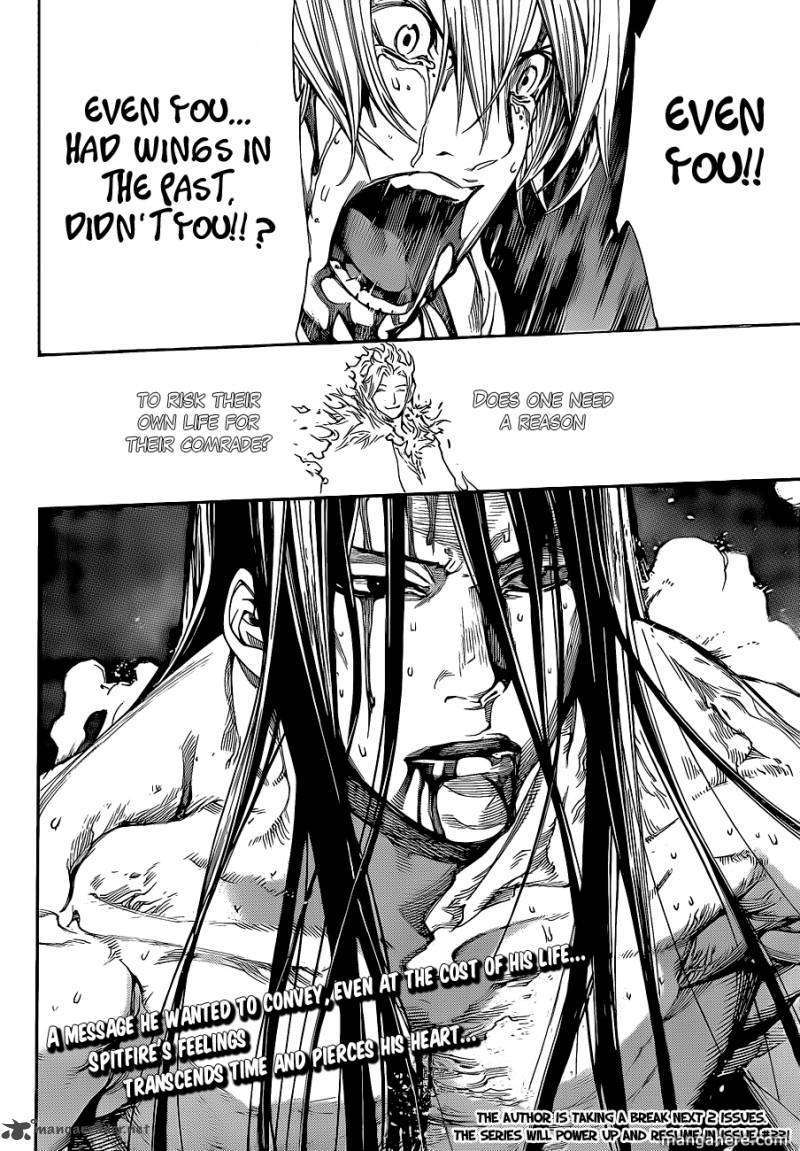 EVEN
YOU!!
EVEN YOU...
HAD WINGS IN
THE PAST,
DIDN'T YOU!!?
DOES ONE NEED
A REASON
TO RISK THEIR
OWN LIFE FOR
THEIR COMRADE?
A MESSAGE HE WANTED TO CONVEY, EVEN AT THE COST OF HIS LIFE...
SPITFIRE'S FEELINGS
TRANSCENDS TIME AND PIERCES HIS HEART...
THE AUTHOR IS TAKING A BREAK NEXT 2 ISSUES.
THE SERIES WILL POWER UP AND RESUME IN ISSUE #33!
mangahere.com